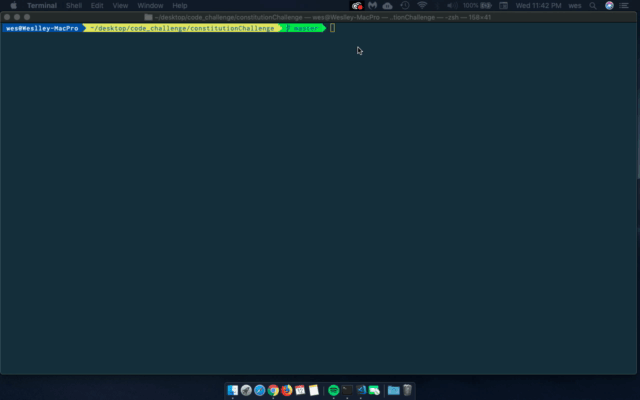 Terminal Shell Edit View Window Help 100% Wed 11:42 PM wes
~/desktop/code_challenge/constitutionChallenge — wes@Weslley-MacPro — ..tionChallenge — -zsh — 158×41
wes@Weslley-MacPro ~/desktop/code_challenge/constitutionChallenge master